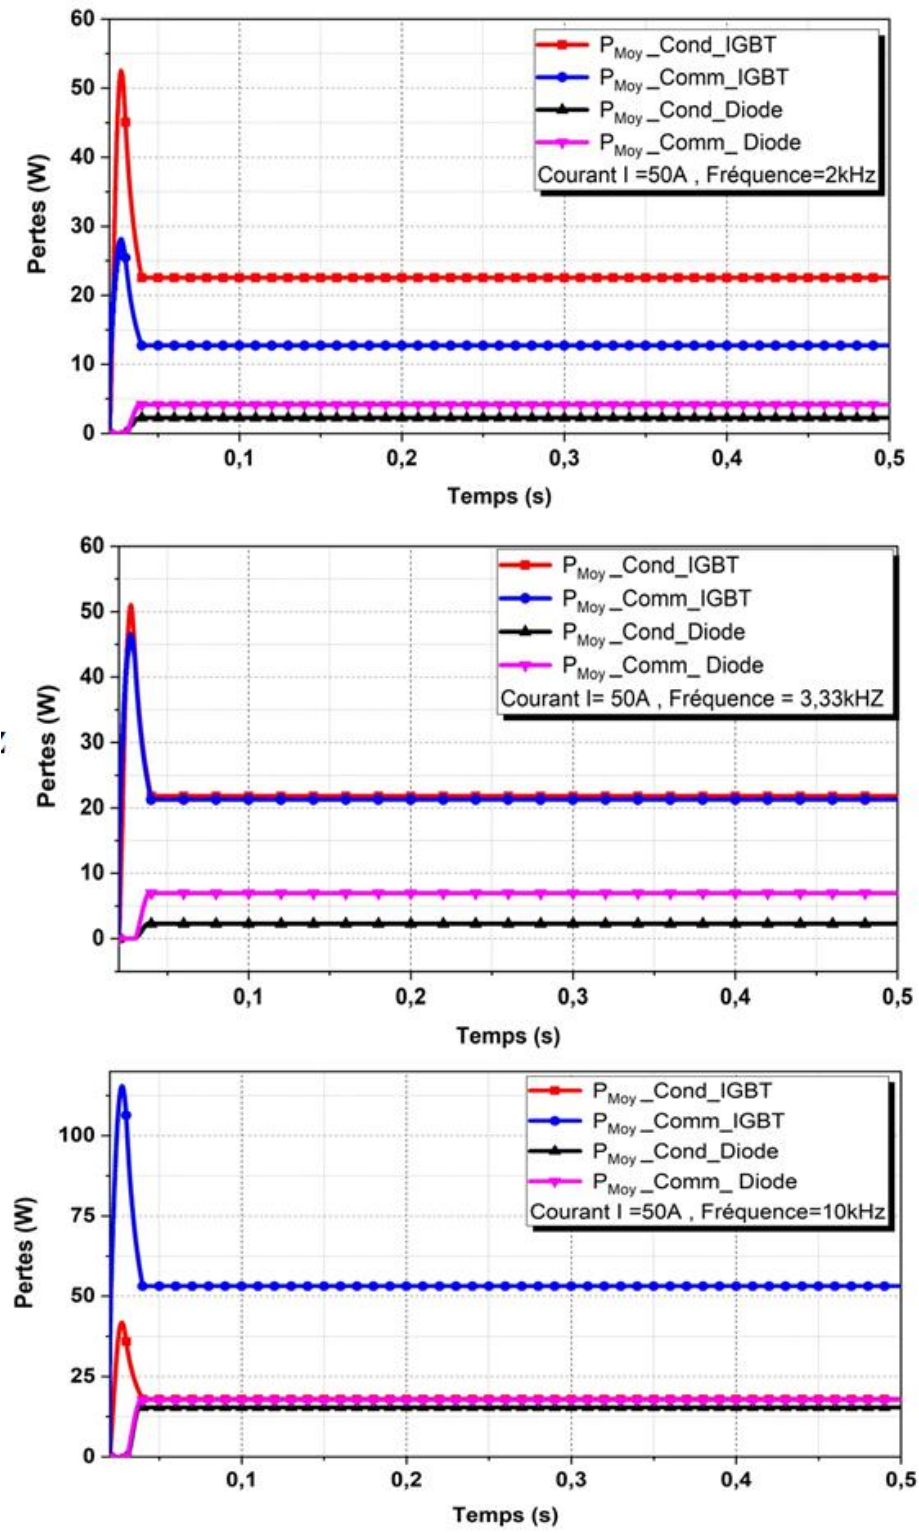 60
50
40
30
20
10
0
Pertes (W)
P_Moy _Cond_IGBT
P_Moy _Comm_IGBT
P_Moy _Cond_Diode
P_Moy _Comm_ Diode
Courant I =50A , Fréquence=2kHz
0,1 0,2 0,3 0,4 0,5
Temps (s)
60
50
40
30
20
10
0
Pertes (W)
P_Moy _Cond_IGBT
P_Moy _Comm_IGBT
P_Moy _Cond_Diode
P_Moy _Comm_ Diode
Courant I= 50A , Fréquence = 3,33kHZ
0,1 0,2 0,3 0,4 0,5
Temps (s)
100
75
50
25
0
Pertes (W)
P_Moy _Cond_IGBT
P_Moy _Comm_IGBT
P_Moy _Cond_Diode
P_Moy _Comm_ Diode
Courant I =50A , Fréquence=10kHz
0,1 0,2 0,3 0,4 0,5
Temps (s)